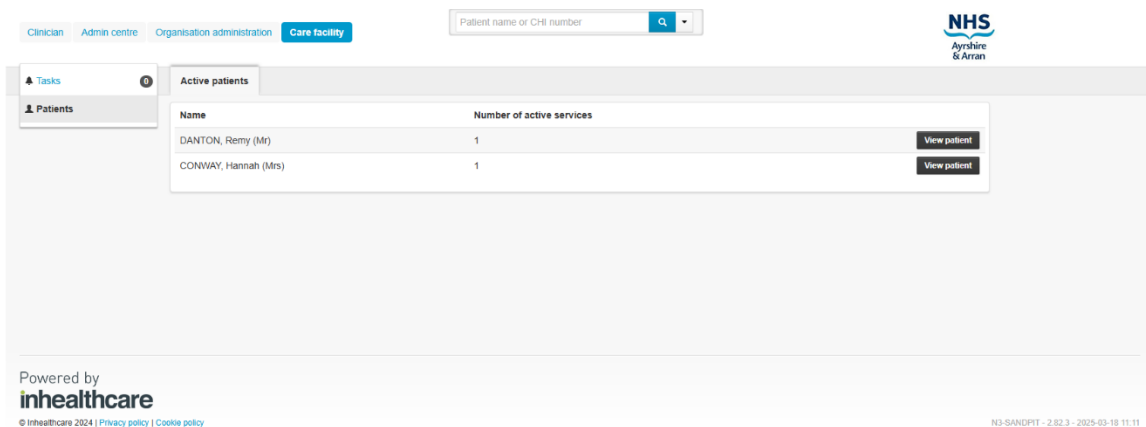 Clinician Admin centre Organisation administration Care facility
Patient name or CHI number
NHS
Ayrshire
& Arran
Tasks 0
Patients
Active patients
Name Number of active services
DANTON, Remy (Mr) 1 View patient
CONWAY, Hannah (Mrs) 1 View patient
Powered by
inhealthcare
© Inhealthcare 2024 | Privacy policy | Cookie policy
N3-SANDPIT - 2.82.3 - 2025-03-18 11:11